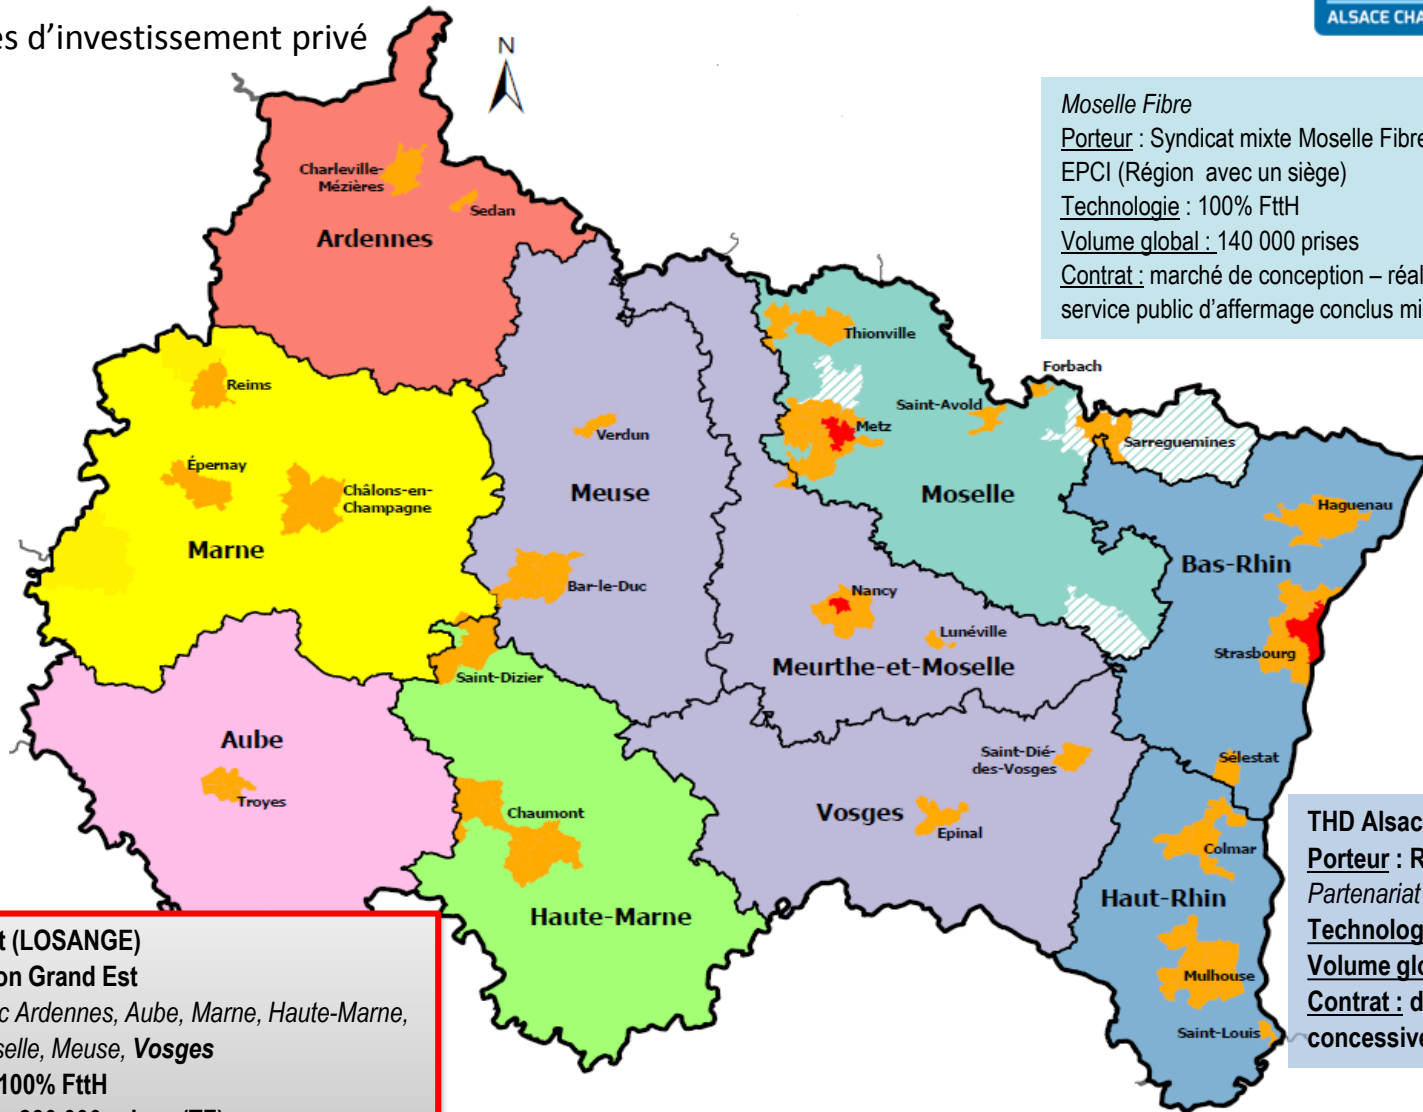 es d’investissement privé
ALSACE CHA
N
Moselle Fibre
Porteur : Syndicat mixte Moselle Fibre
EPCI (Région avec un siège)
Technologie : 100% FttH
Volume global : 140 000 prises
Contrat : marché de conception – réal
service public d’affermage conclus mi
Charleville-
Mézières
Sedan
Ardennes
Thionville
Reims
Forbach
Saint-Avold
Metz
Sarreguemines
Verdun
Épernay
Châlons-en-
Champagne
Meuse
Moselle
Haguenau
Marne
Bas-Rhin
Bar-le-Duc
Nancy
Lunéville
Strasbourg
Meurthe-et-Moselle
Saint-Dizier
Aube
Saint-Dié-
des-Vosges
Sélestat
Troyes
Chaumont
Vosges
Epinal
Colmar
Haut-Rhin
Haute-Marne
Mulhouse
Saint-Louis
THD Alsac
Porteur : R
Partenariat
Technolog
Volume glo
Contrat : d
concessive
t (LOSANGE)
on Grand Est
c Ardennes, Aube, Marne, Haute-Marne,
selle, Meuse, Vosges
100% FttH